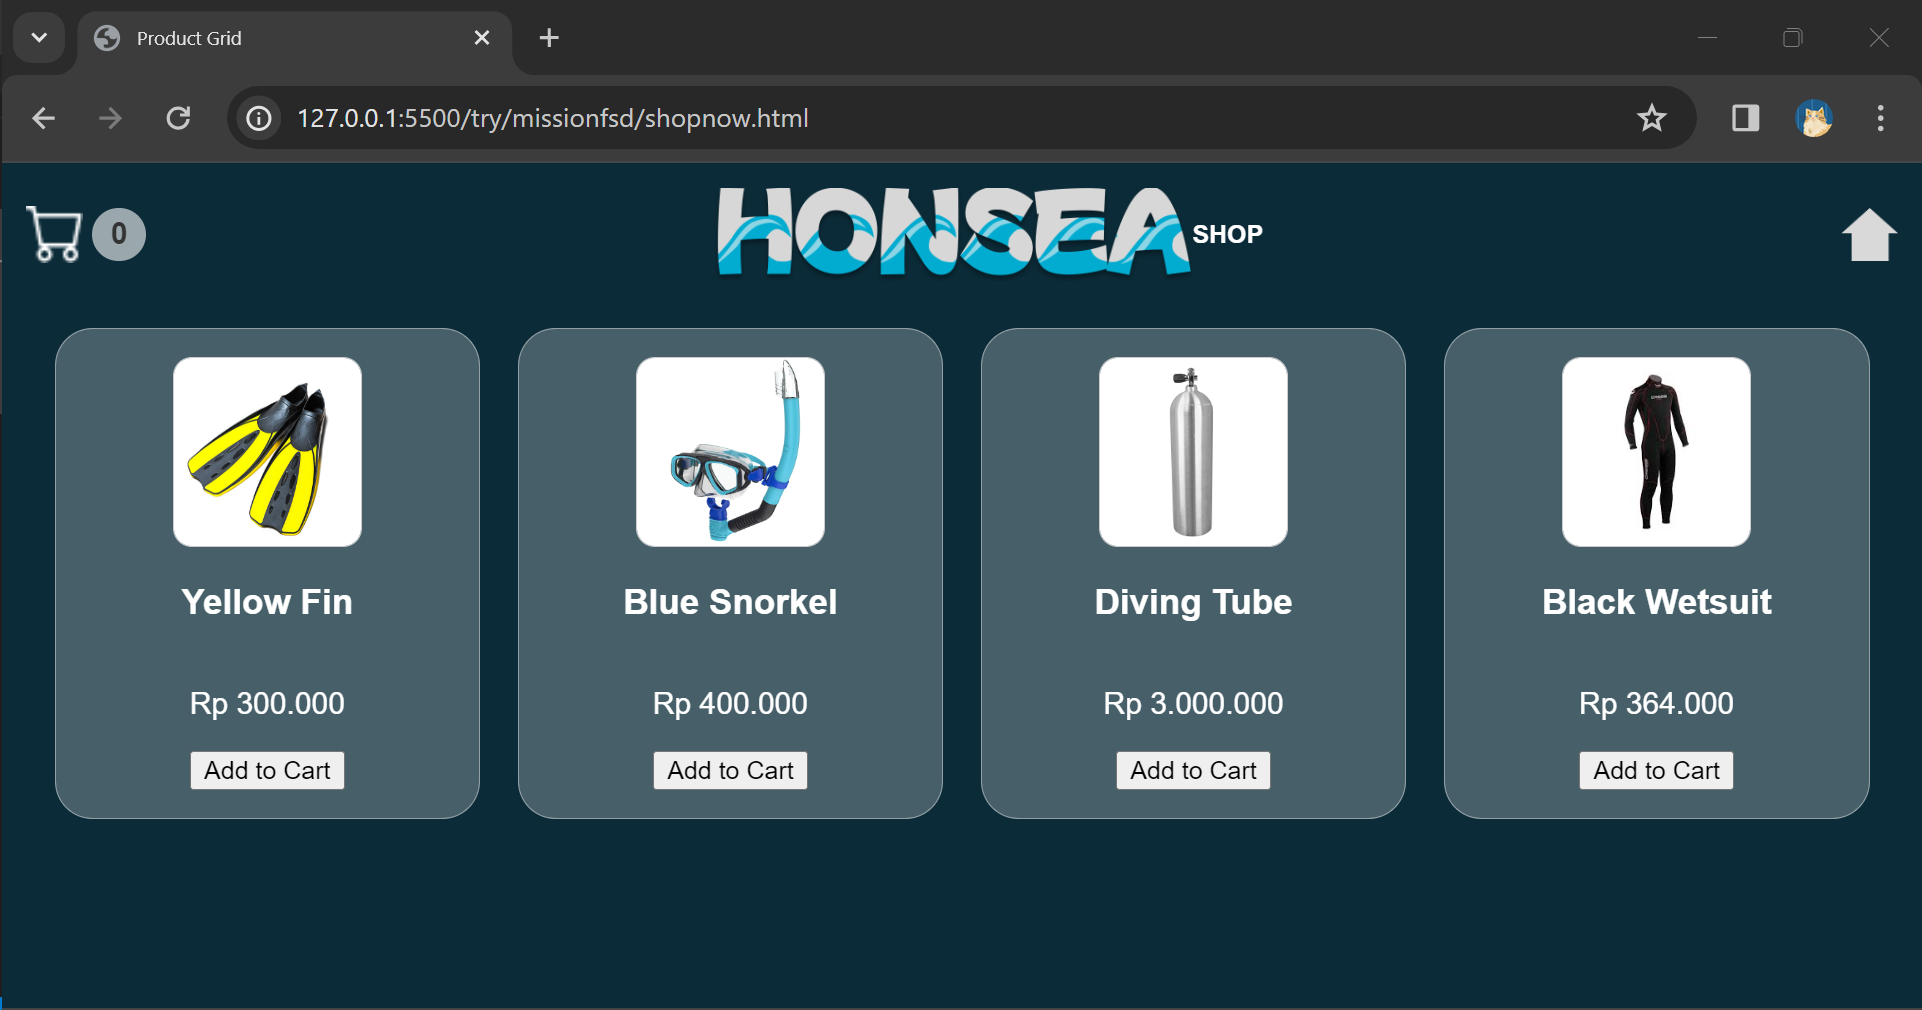 Product Grid
127.0.0.1:5500/try/missionfsd/shopnow.html
0
HONSEA SHOP
Yellow Fin
Rp 300.000
Add to Cart
Blue Snorkel
Rp 400.000
Add to Cart
Diving Tube
Rp 3.000.000
Add to Cart
Black Wetsuit
Rp 364.000
Add to Cart